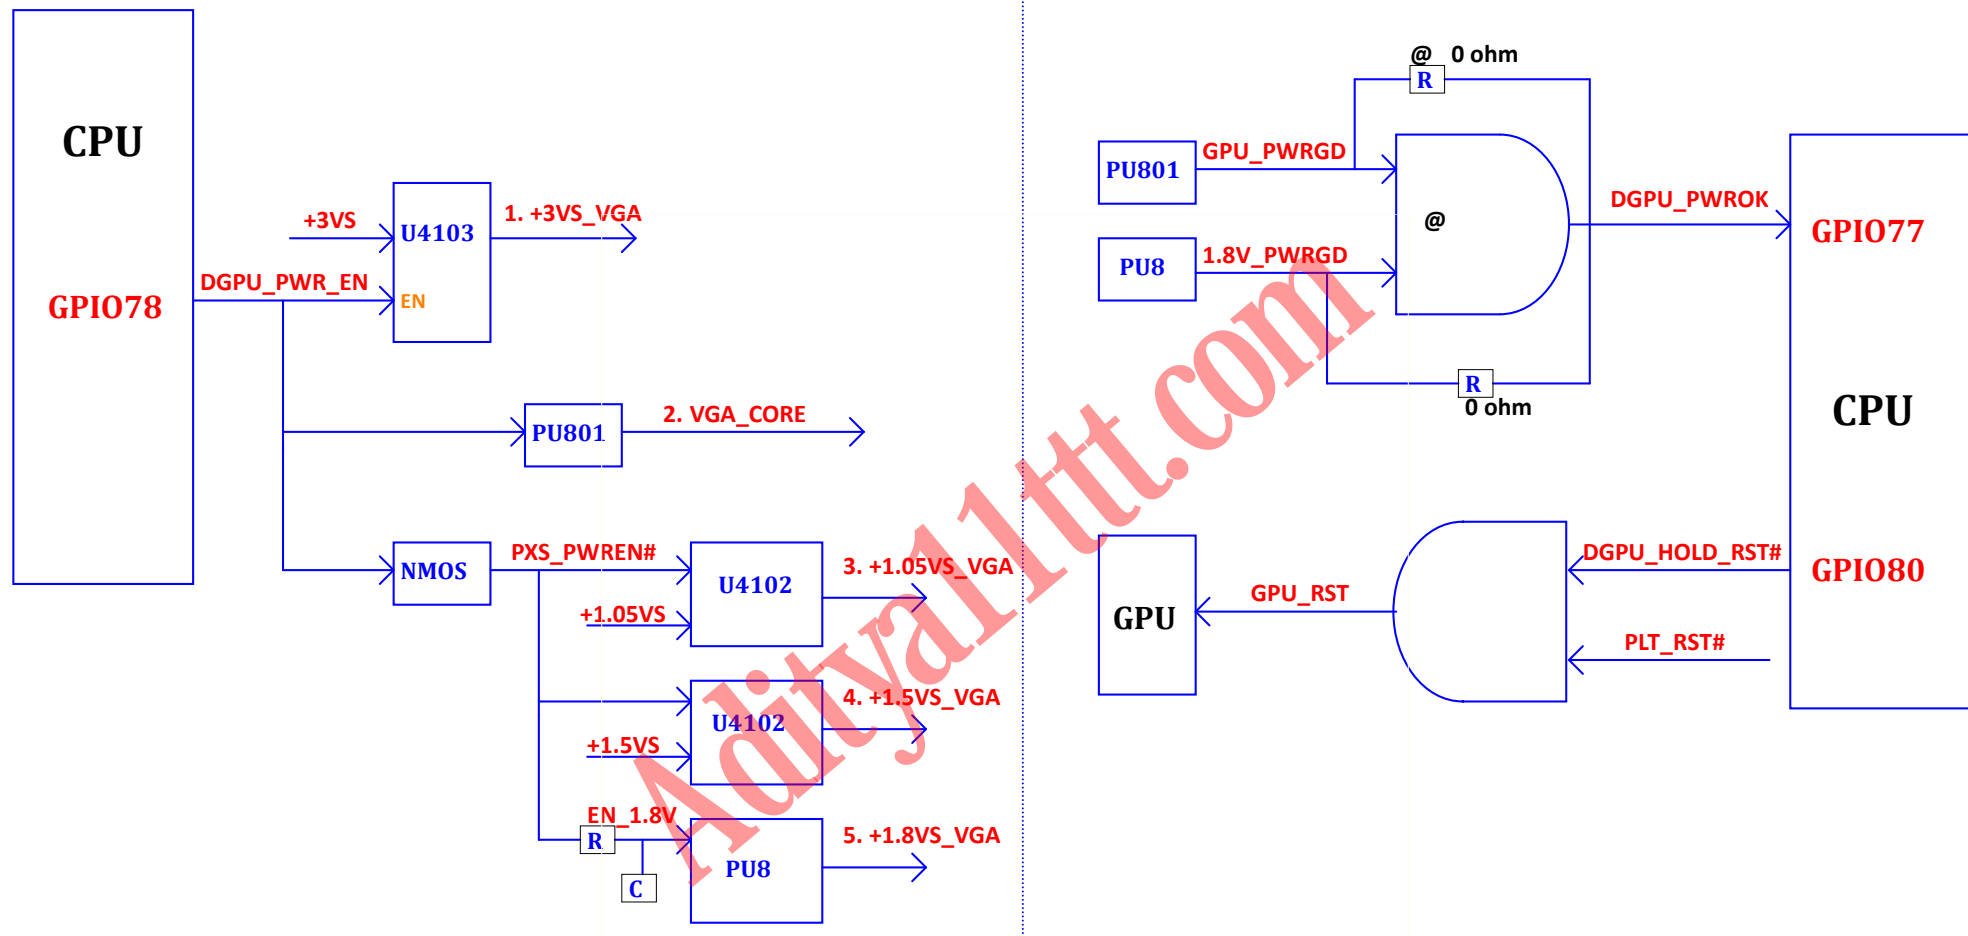 CPU
GPIO78
+3VS
DGPU_PWR_EN
U4103
EN
1. +3VS_VGA
PU801
2. VGA_CORE
NMOS
PXS_PWREN#
+1.05VS
U4102
3. +1.05VS_VGA
+1.5VS
U4102
4. +1.5VS_VGA
EN_1.8V
R
C
PU8
5. +1.8VS_VGA
@ 0 ohm
R
PU801
GPU_PWRGD
PU8
1.8V_PWRGD
@
R
0 ohm
DGPU_PWROK
GPIO77
CPU
GPU
GPU_RST
DGPU_HOLD_RST#
GPIO80
PLT_RST#
Aditya11ttt.com